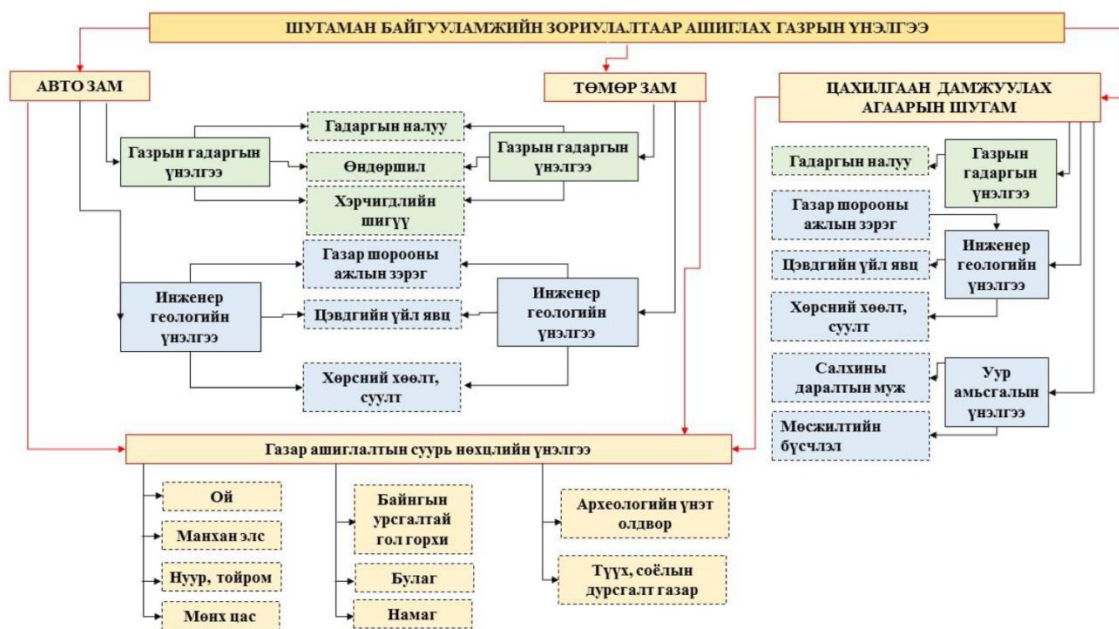 ШУГАМАН БАЙГУУЛАМЖИЙН ЗОРИУЛАЛТААР АШИГЛАХ ГАЗРЫН ҮНЭЛГЭЭ
АВТО ЗАМ
ТӨМӨР ЗАМ
ЦАХИЛГААН ДАМЖУУЛАХ
АГААРЫН ШУГАМ
Газрын гадаргын
үнэлгээ
Гадаргын налуу
Өндөршил
Хэрчигдлийн
шигүү
Газрын гадаргын
үнэлгээ
Инженер
геологийн
үнэлгээ
Газар шорооны
ажлын зэрэг
Цэвдгийн үйл явц
Хөрсний хөөлт,
суулт
Инженер
геологийн
үнэлгээ
Гадаргын налуу
Газрын
гадаргын
үнэлгээ
Газар шорооны
ажлын зэрэг
Цэвдгийн үйл явц
Хөрсний хөөлт,
суулт
Инженер
геологийн
үнэлгээ
Салхины
даралтын муж
Мөсжилтийн
бүсчлэл
Уур
амьсгалын
үнэлгээ
Газар ашиглалтын суурь нөхцлийн үнэлгээ
Ой
Манхан элс
Нуур, тойром
Мөнх цас
Байнгын
урсгалтай
гол горхи
Булаг
Намаг
Археологийн үнэт
олдвор
Түүх, соёлын
дурсгалт газар